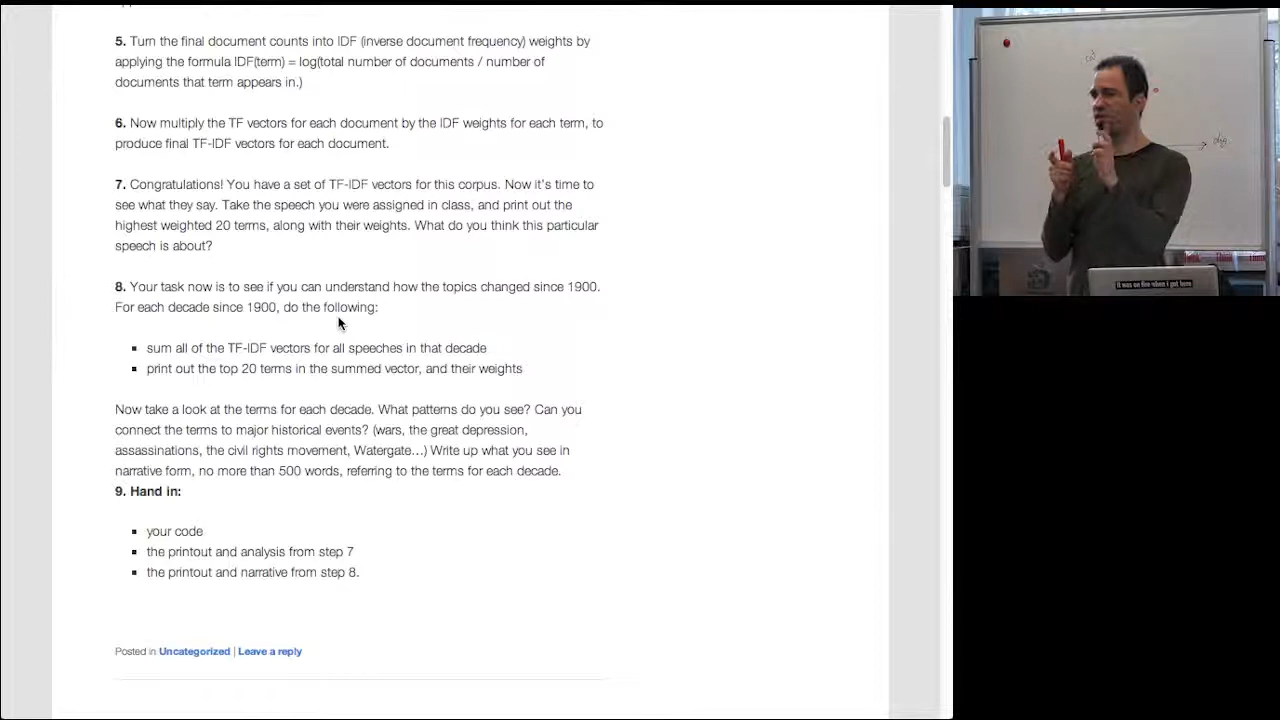 5. Turn the final document counts into IDF (inverse document frequency) weights by
applying the formula IDF(term) = log(total number of documents / number of
documents that term appears in.)
6. Now multiply the TF vectors for each document by the IDF weights for each term, to
produce final TF-IDF vectors for each document.
7. Congratulations! You have a set of TF-IDF vectors for this corpus. Now it's time to
see what they say. Take the speech you were assigned in class, and print out the
highest weighted 20 terms, along with their weights. What do you think this particular
speech is about?
8. Your task now is to see if you can understand how the topics changed since 1900.
For each decade since 1900, do the following:
▪ sum all of the TF-IDF vectors for all speeches in that decade
▪ print out the top 20 terms in the summed vector, and their weights
Now take a look at the terms for each decade. What patterns do you see? Can you
connect the terms to major historical events? (wars, the great depression,
assassinations, the civil rights movement, Watergate…) Write up what you see in
narrative form, no more than 500 words, referring to the terms for each decade.
9. Hand in:
▪ your code
▪ the printout and analysis from step 7
▪ the printout and narrative from step 8.
Posted in Uncategorized | Leave a reply
It was on fire when I got here